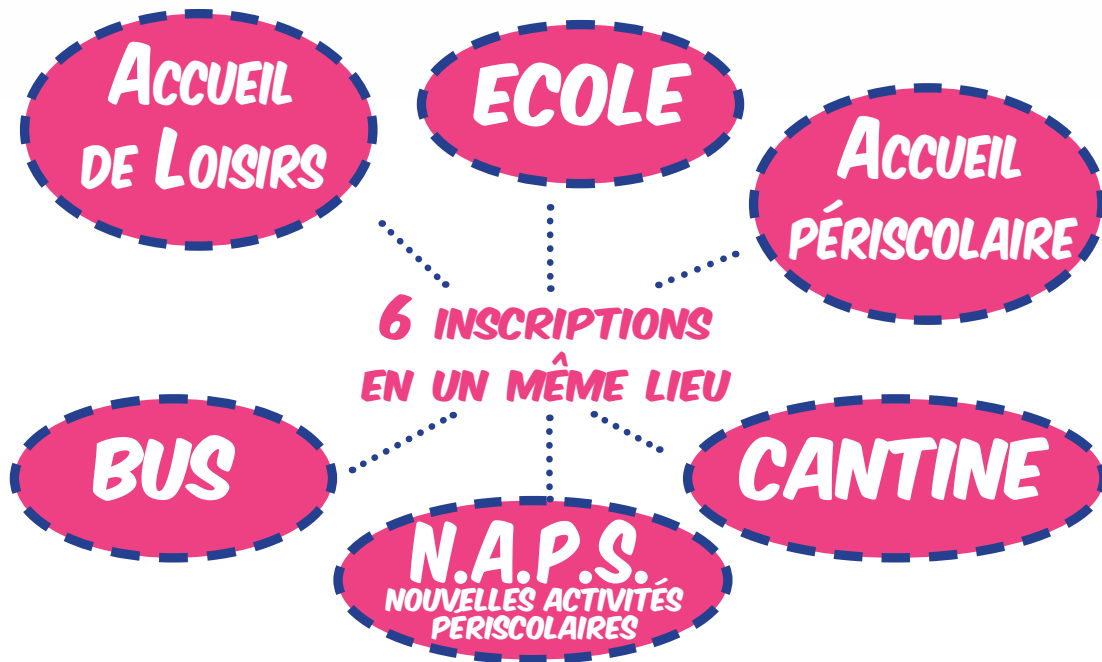 Accueil
de Loisirs
ECOLE
Accueil
périscolaire
6 inscriptions
en un même lieu
BUS
CANTINE
N.A.P.S.
nouvelles activités
périscolaires